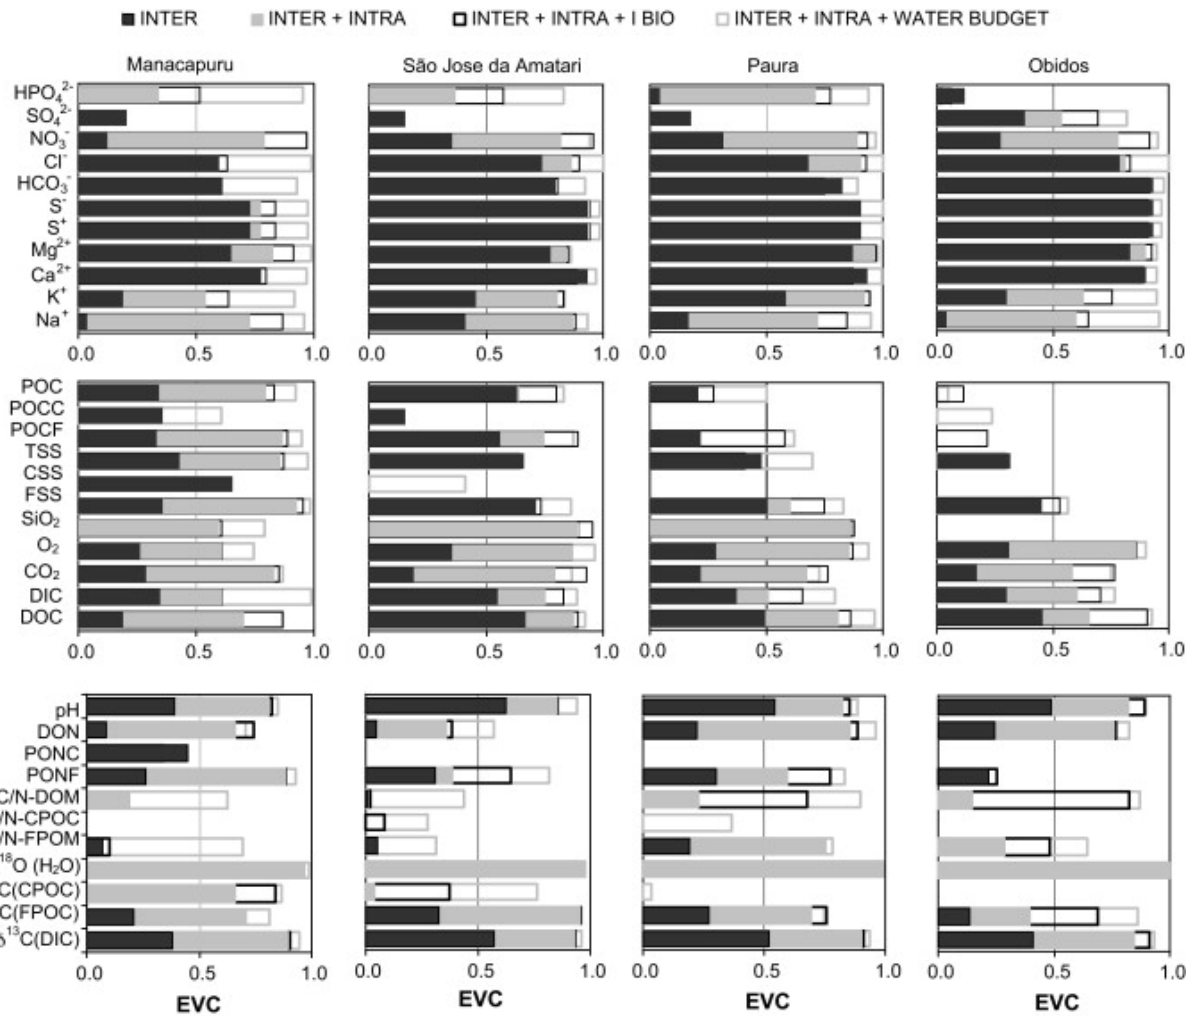 INTER INTER + INTRA INTER + INTRA + I BIO INTER + INTRA + WATER BUDGET
Manacapuru São Jose da Amatari Paura Obidos
HPO₄²⁻
SO₄²⁻
NO₃⁻
Cl⁻
HCO₃⁻
S⁻
S⁺
Mg²⁺
Ca²⁺
K⁺
Na⁺
0.0 0.5 1.0 0.0 0.5 1.0 0.0 0.5 1.0 0.0 0.5 1.0
POC
POCC
POCF
TSS
CSS
FSS
SiO₂
O₂
CO₂
DIC
DOC
0.0 0.5 1.0 0.0 0.5 1.0 0.0 0.5 1.0 0.0 0.5 1.0
pH
DON
PONC
PONF
C/N-DOM
/N-CPOC
/N-FPOM
¹⁸O (H₂O)
C(CPOC)
C(FPOC)
δ¹³C(DIC)
0.0 0.5 1.0 0.0 0.5 1.0 0.0 0.5 1.0 0.0 0.5 1.0
EVC EVC EVC EVC